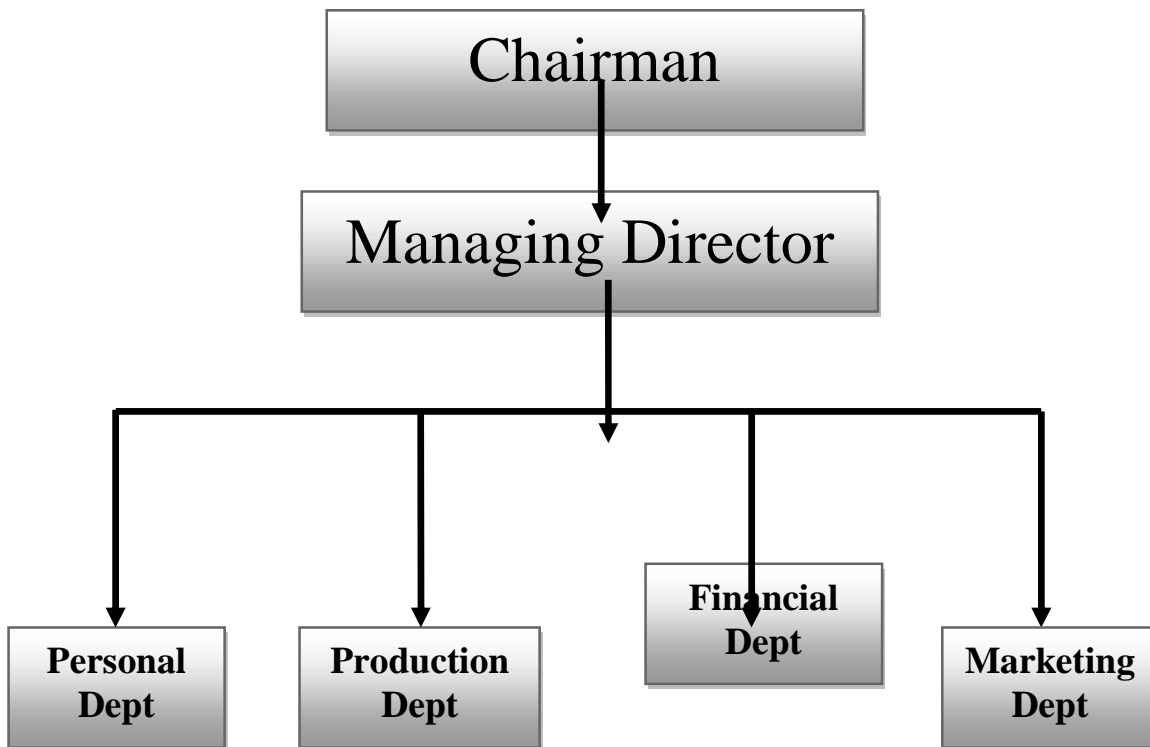 Chairman
Managing Director
Personal
Dept
Production
Dept
Financial
Dept
Marketing
Dept